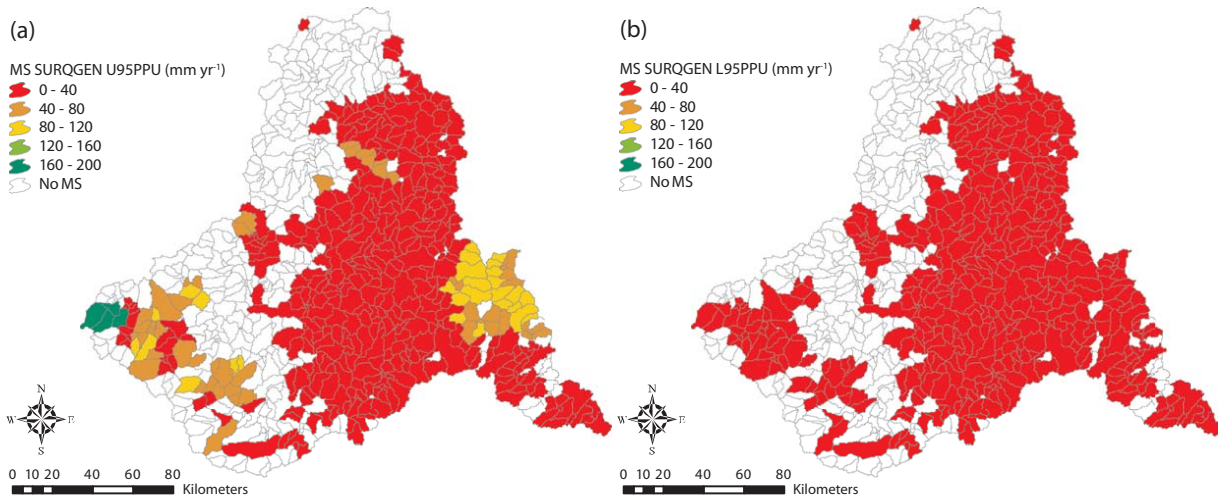 (a)
MS SURQGEN U95PPU (mm yr⁻¹)
0 - 40
40 - 80
80 - 120
120 - 160
160 - 200
No MS
N
W E
S
0 10 20 40 60 80
Kilometers
(b)
MS SURQGEN L95PPU (mm yr⁻¹)
0 - 40
40 - 80
80 - 120
120 - 160
160 - 200
No MS
N
W E
S
0 10 20 40 60 80
Kilometers